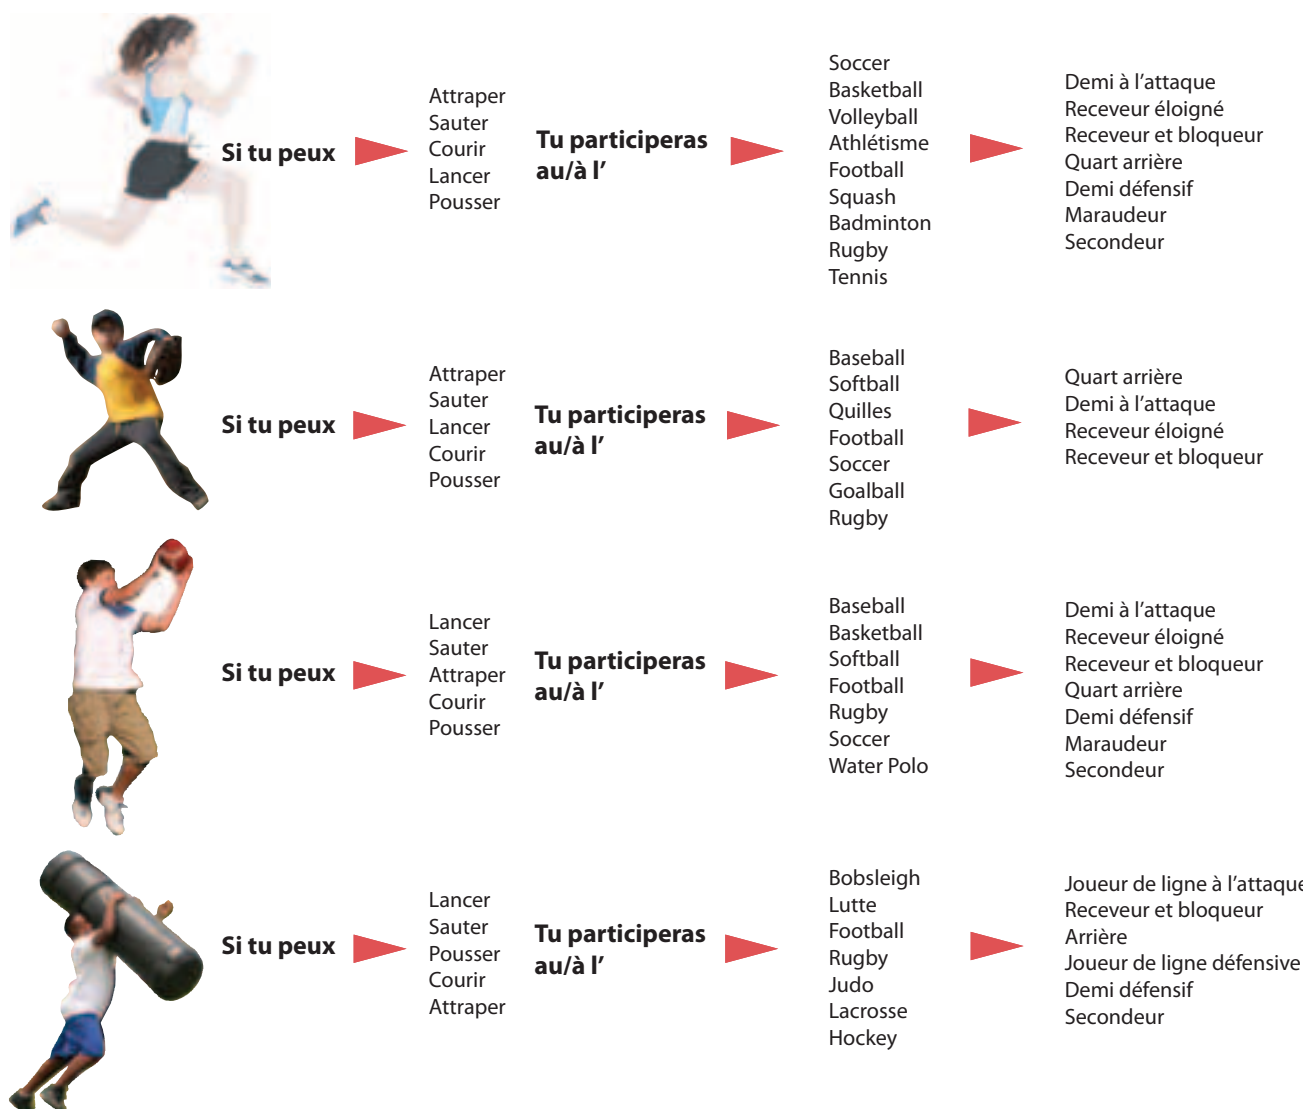 Si tu peux
Attraper
Sauter
Courir
Lancer
Pousser
Tu participeras
au/à l’
Soccer
Basketball
Volleyball
Athlétisme
Football
Squash
Badminton
Rugby
Tennis
Demi à l’attaque
Receveur éloigné
Receveur et bloqueur
Quart arrière
Demi défensif
Maraudeur
Secondeur
Si tu peux
Attraper
Sauter
Lancer
Courir
Pousser
Tu participeras
au/à l’
Baseball
Softball
Quilles
Football
Soccer
Goalball
Rugby
Quart arrière
Demi à l’attaque
Receveur éloigné
Receveur et bloqueur
Si tu peux
Lancer
Sauter
Attraper
Courir
Pousser
Tu participeras
au/à l’
Baseball
Basketball
Softball
Football
Rugby
Soccer
Water Polo
Demi à l’attaque
Receveur éloigné
Receveur et bloqueur
Quart arrière
Demi défensif
Maraudeur
Secondeur
Si tu peux
Lancer
Sauter
Pousser
Courir
Attraper
Tu participeras
au/à l’
Bobsleigh
Lutte
Football
Rugby
Judo
Lacrosse
Hockey
Joueur de ligne à l’attaque
Receveur et bloqueur
Arrière
Joueur de ligne défensive
Demi défensif
Secondeur